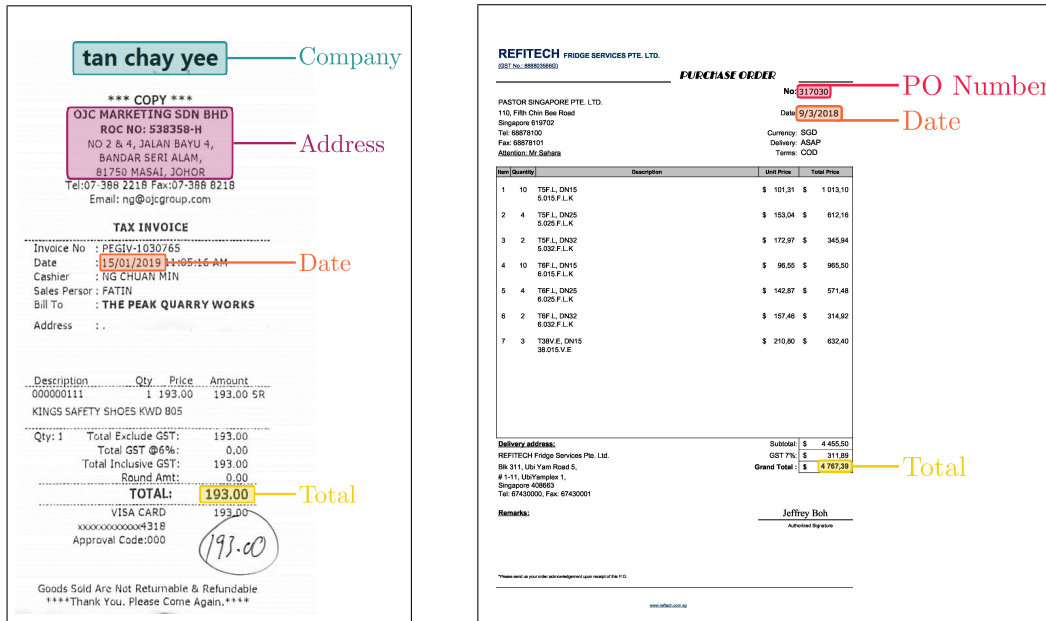 tan chay yee
Company
*** COPY ***
OJC MARKETING SDN BHD
ROC NO: 538358-H
NO 2 & 4, JALAN BAYU 4,
BANDAR SERI ALAM,
81750 MASAI, JOHOR
Address
Tel:07-388 2218 Fax:07-388 8218
Email: ng@ojcgroup.com
TAX INVOICE
Invoice No : PEGIV-1030765
Date : 15/01/2019 11:05:16 AM
Date
Cashier : NG CHUAN MIN
Sales Persor : FATIN
Bill To : THE PEAK QUARRY WORKS
Address : .
Description Qty Price Amount
000000111 1 193.00 193.00 SR
KINGS SAFETY SHOES KWD 805
Qty: 1 Total Exclude GST: 193.00
Total GST @6%: 0.00
Total Inclusive GST: 193.00
Round Amt: 0.00
TOTAL: 193.00
Total
VISA CARD 193.00
xxxxxxxxxxxx4318
Approval Code:000
193.00
Goods Sold Are Not Returnable & Refundable
****Thank You. Please Come Again.****
REFITECH FRIDGE SERVICES PTE. LTD.
PURCHASE ORDER
No: 317030
PO Number
PASTOR SINGAPORE PTE. LTD.
110, Fifth Chin Bee Road
Date 9/3/2018
Date
Singapore 619702
Tel: 68878100
Currency: SGD
Fax: 68878101
Delivery: ASAP
Attention: Mr Sahara
Terms: COD
Item Quantity Description Unit Price Total Price
1 10 T5F.L, DN15 $ 101,31 $ 1 013,10
5.015.F.L.K
2 4 T5F.L, DN25 $ 153,04 $ 612,16
5.025.F.L.K
3 2 T5F.L, DN32 $ 172,97 $ 345,94
5.032.F.L.K
4 10 T6F.L, DN15 $ 96,55 $ 965,50
6.015.F.L.K
5 4 T6F.L, DN25 $ 142,87 $ 571,48
6.025.F.L.K
6 2 T6F.L, DN32 $ 157,46 $ 314,92
6.032.F.L.K
7 3 T38V.E, DN15 $ 210,80 $ 632,40
38.015.V.E
Delivery address: Subtotal: $ 4 455,50
REFITECH Fridge Services Pte. Ltd. GST 7%: $ 311,89
Blk 311, Ubi Yam Road 5, Grand Total : $ 4 767,39
Total
# 1-11, UbiYamplex 1,
Singapore 408663
Tel: 67430000, Fax: 67430001
Remarks:
Jeffrey Boh
Authorized Signature
*Please send us your order acknowledgement upon receipt of this P.O.
www.refitech.com.sg